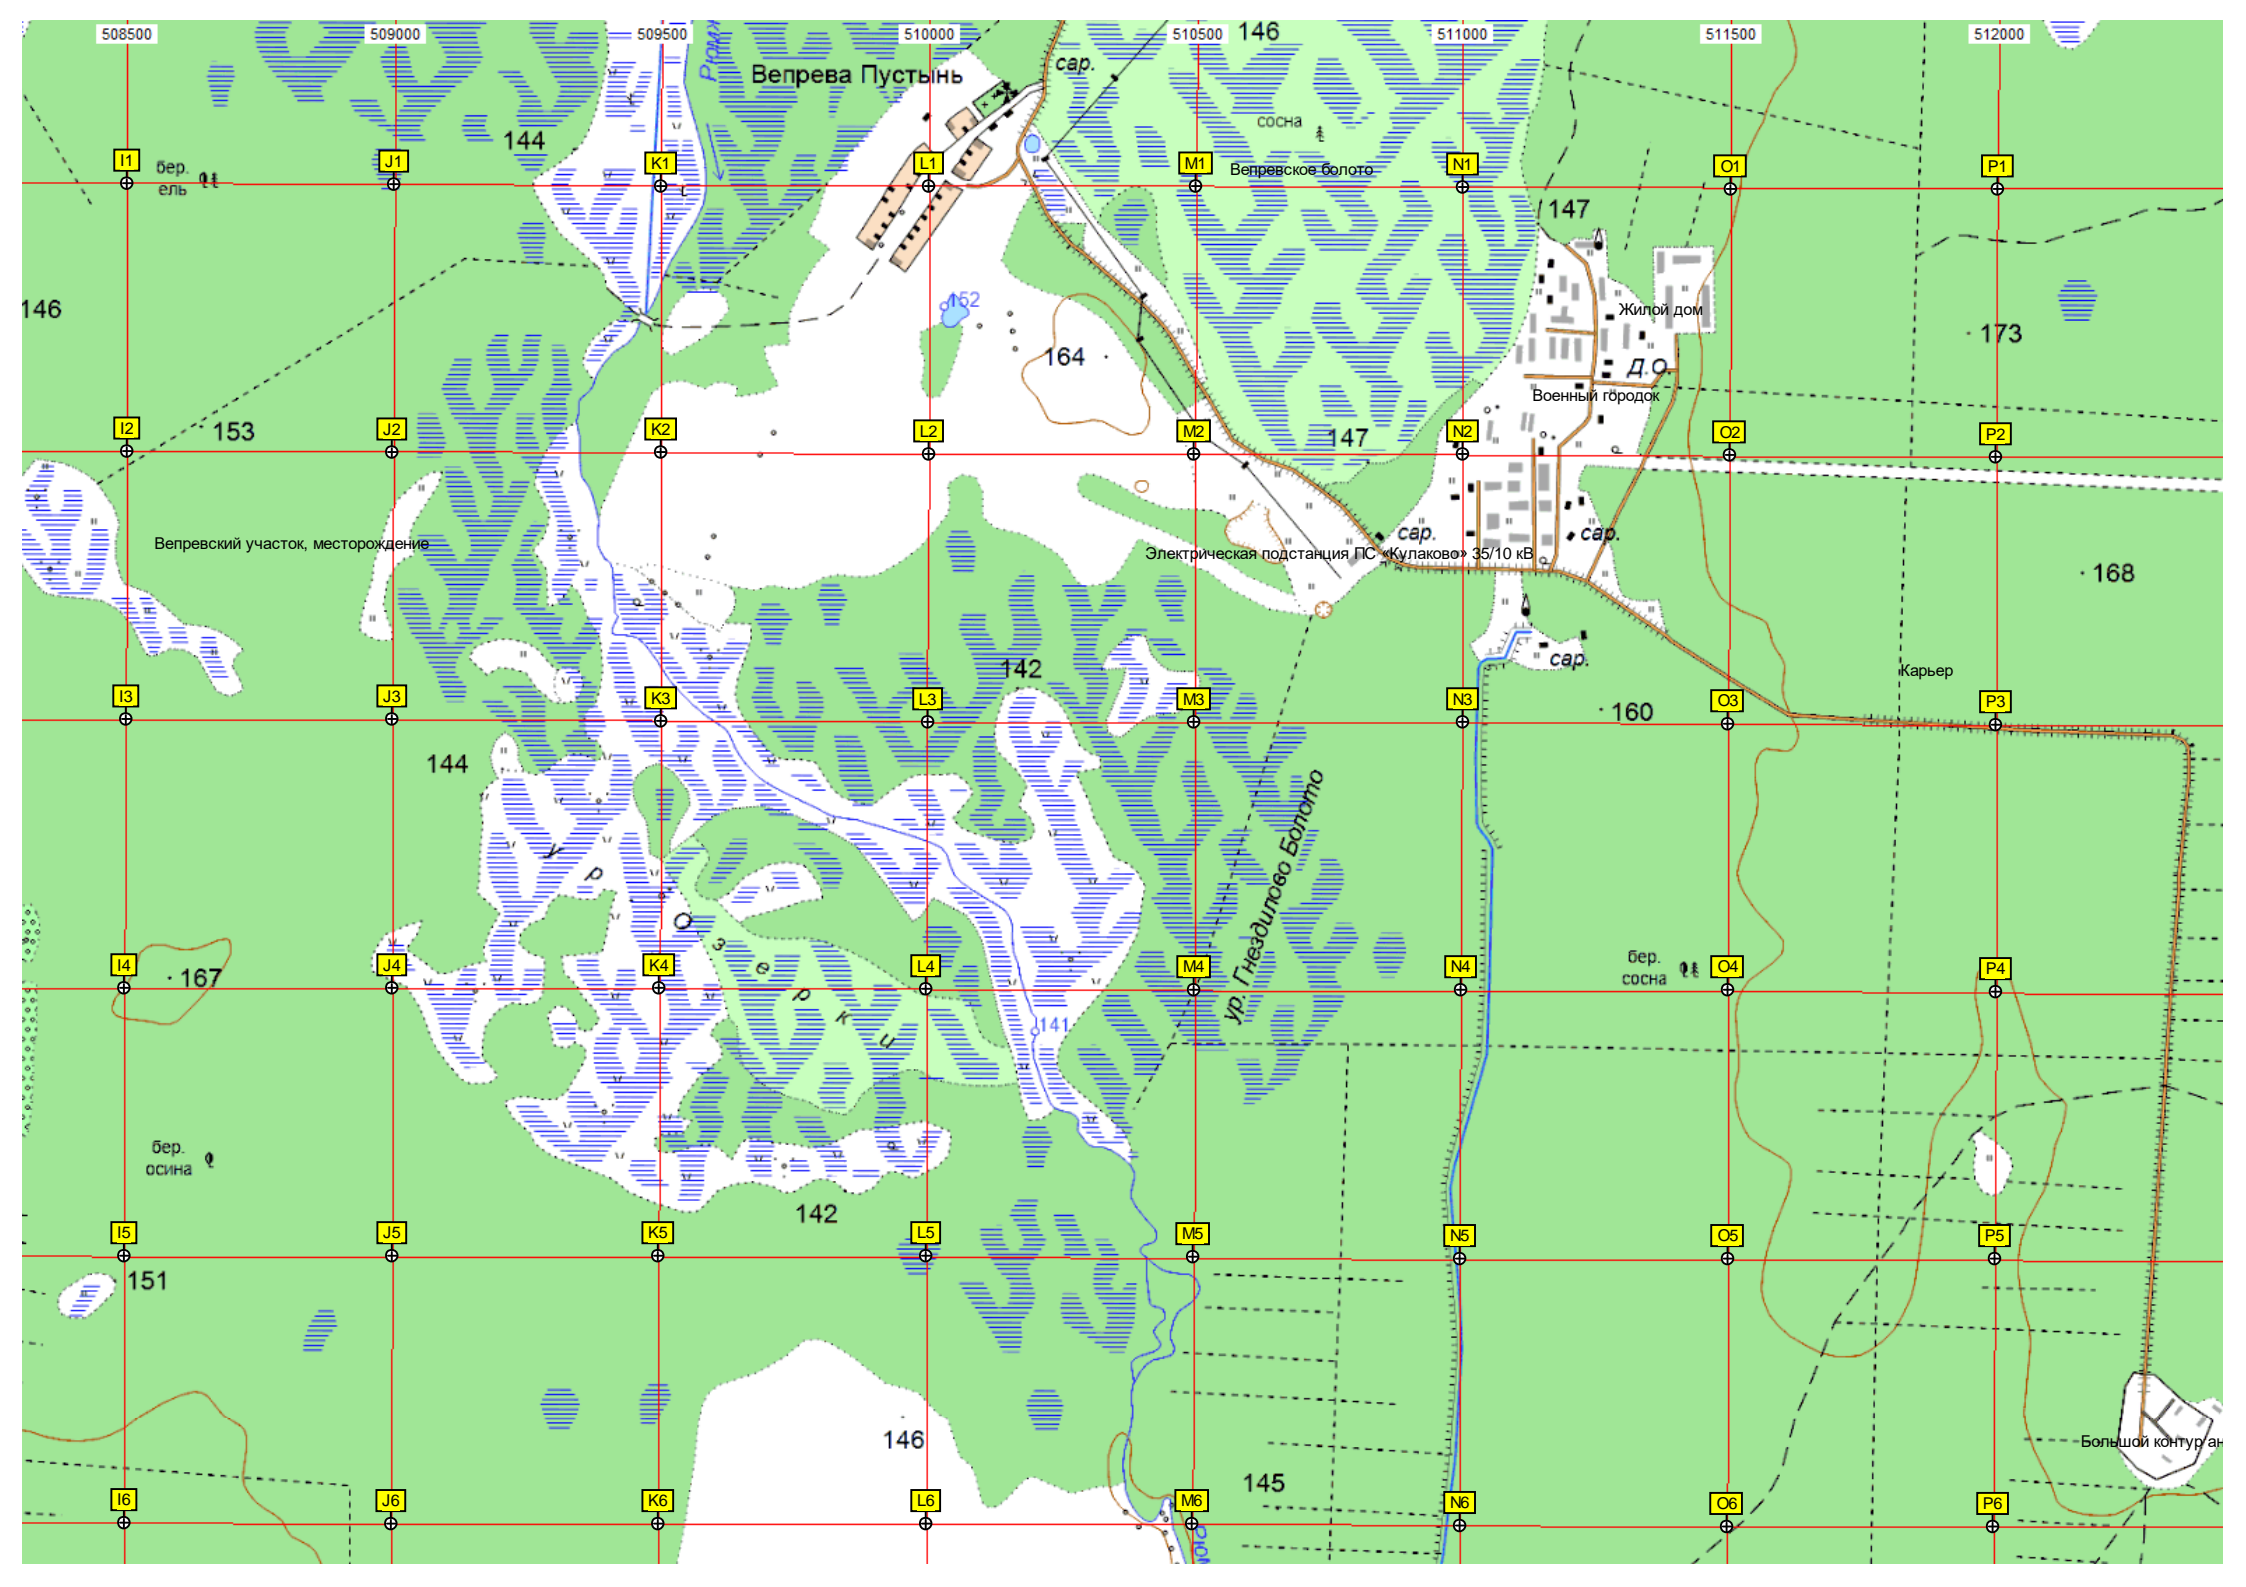 508500 509000 509500 510000 510500 511000 511500 512000
146
сар.
Вепрева Пустынь
144
сосна
I1 J1 K1 L1 M1 N1 O1 P1
бер.
ель
Вепревское болото
147
152
146
Жилой дом
173
164
Д.О.
Военный городок
I2 J2 K2 L2 M2 N2 O2 P2
153
147
сар.
сар.
Вепревский участок, месторождение
Электрическая подстанция ПС «Кулаково» 35/10 кВ
168
сар.
142
Карьер
I3 J3 K3 L3 M3 N3 O3 P3
160
144
ур. Озерки
ур. Гнездилово Болото
I4 J4 K4 L4 M4 N4 O4 P4
167
бер.
сосна
141
бер.
осина
142
I5 J5 K5 L5 M5 N5 O5 P5
151
146
Большой контур ан
145
I6 J6 K6 L6 M6 N6 O6 P6